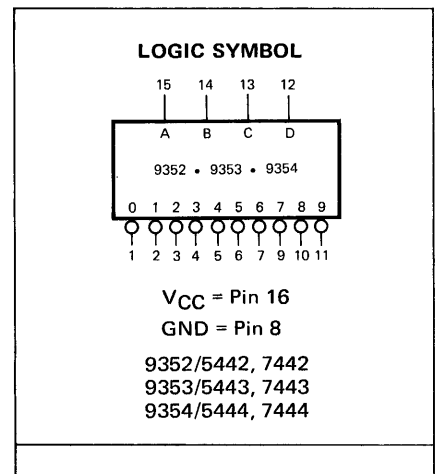 LOGIC SYMBOL
15 14 13 12
A B C D
9352 • 9353 • 9354
0 1 2 3 4 5 6 7 8 9
1 2 3 4 5 6 7 9 10 11
VCC = Pin 16
GND = Pin 8
9352/5442, 7442
9353/5443, 7443
9354/5444, 7444